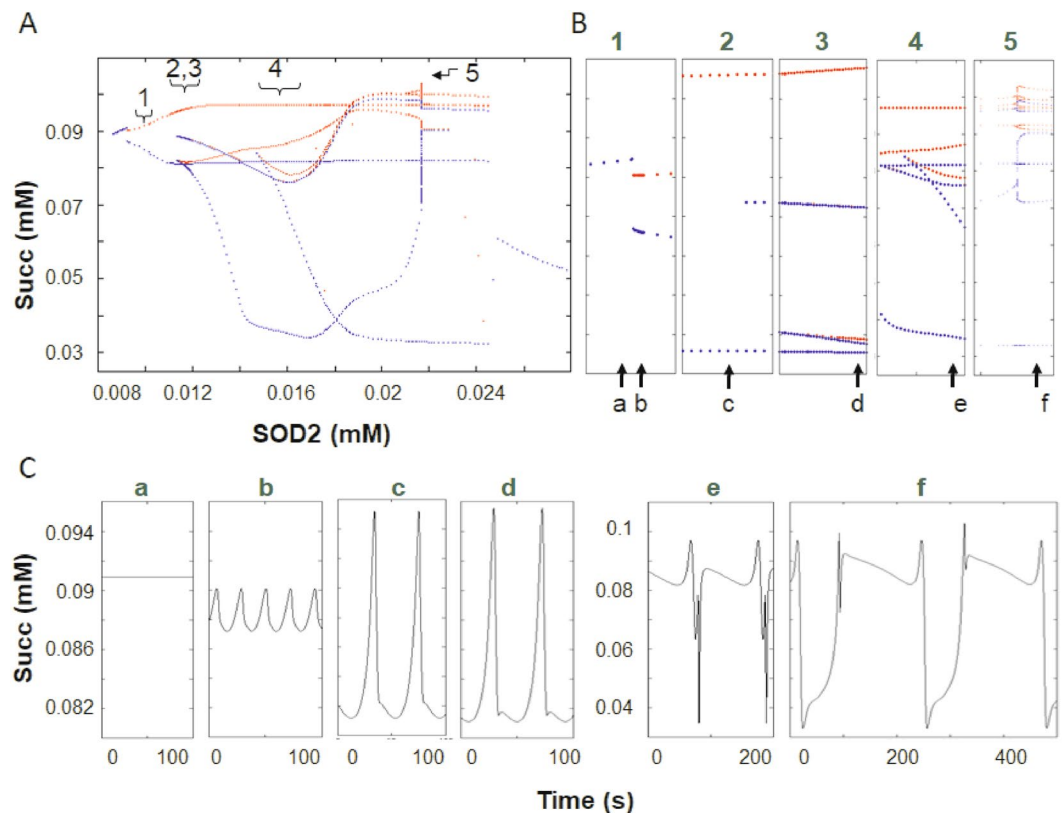 A
B
1
2,3
4
5
0.09
0.07
0.05
0.03
Succ (mM)
0.008
0.012
0.016
0.02
0.024
SOD2 (mM)
1
2
3
4
5
a
b
c
d
e
f
C
a
b
c
d
e
f
0.094
0.09
0.086
0.082
Succ (mM)
0.1
0.08
0.06
0.04
0
100
0
100
0
100
0
100
0
200
0
200
400
Time (s)